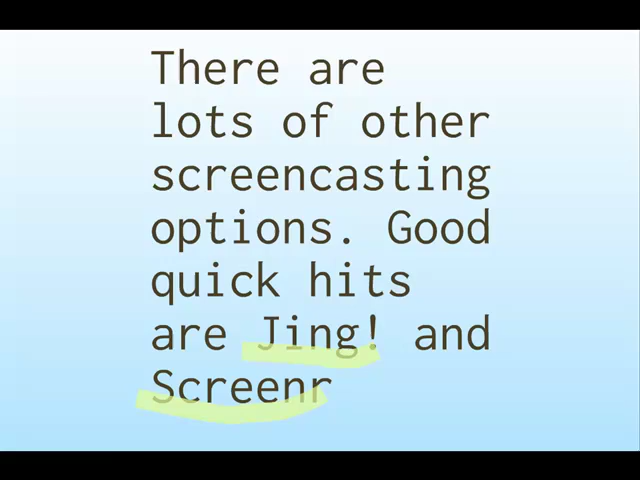 There are
lots of other
screencasting
options. Good
quick hits
are Jing! and
Screenr